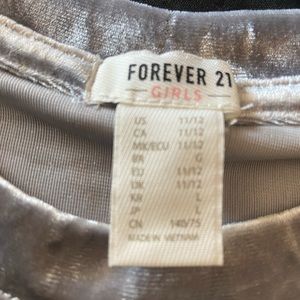 FOREVER 21
GIRLS
US 11/12
CA 11/12
MX/ECU 11/12
BR G
EU 11/12
UK 11/12
KR L
JP L
CN 140/75
MADE IN VIETNAM